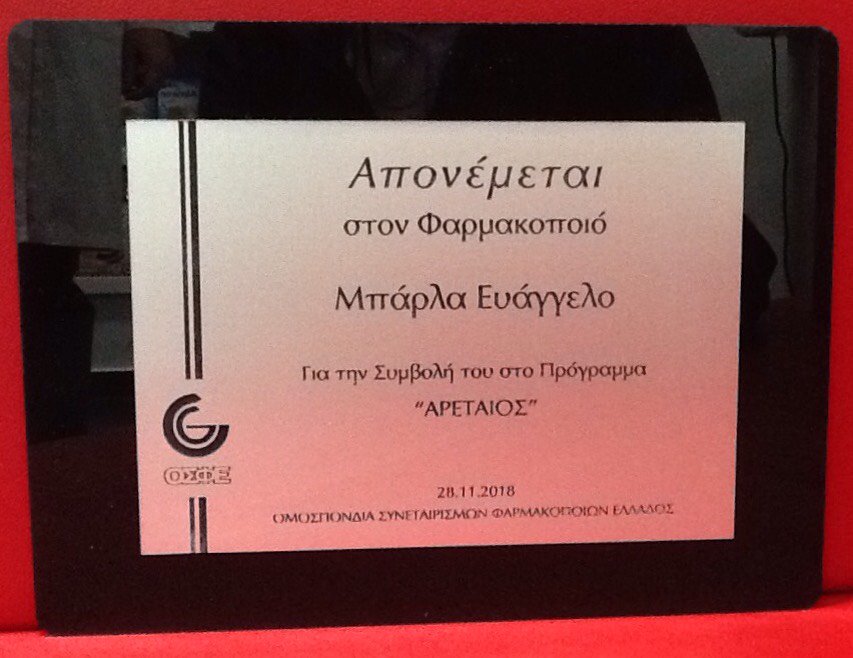 Απονέμεται
στον Φαρμακοποιό
Μπάρλα Ευάγγελο
Για την Συμβολή του στο Πρόγραμμα
“ΑΡΕΤΑΙΟΣ”
ΟΣΦΕ
28.11.2018
ΟΜΟΣΠΟΝΔΙΑ ΣΥΝΕΤΑΙΡΙΣΜΩΝ ΦΑΡΜΑΚΟΠΟΙΩΝ ΕΛΛΑΔΟΣ